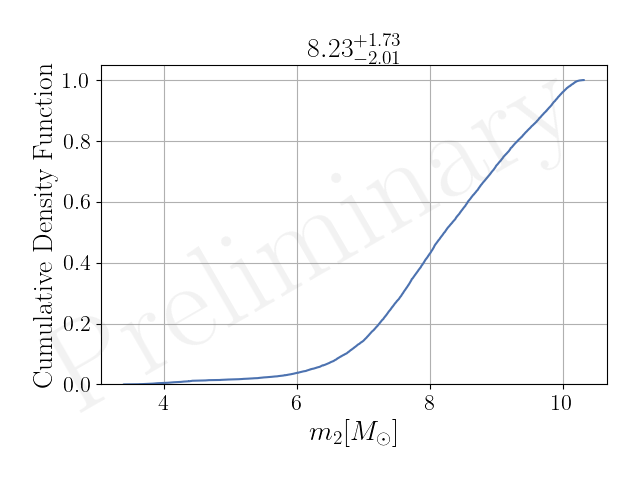 8.23^{+1.73}_{-2.01}
Cumulative Density Function
1.0
0.8
0.6
0.4
0.2
0.0
4 6 8 10
m_2[M_⊙]
Preliminary